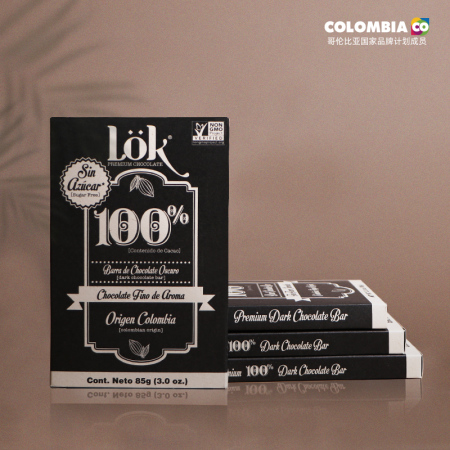 COLOMBIA CO
哥伦比亚国家品牌计划成员
lök®
PREMIUM CHOCOLATE
NON
GMO
Project
VERIFIED
Sin
Azúcar
[Sugar Free]
100%
[Contenido de Cacao]
Barra de Chocolate Oscuro
[dark chocolate bar]
Chocolate Fino de Aroma
Origen Colombia
[colombian origin]
Cont. Neto 85g (3.0 oz.)
100%
Premium Dark Chocolate Bar
100% Dark Chocolate Bar
Premium 100% Dark Chocolate Bar